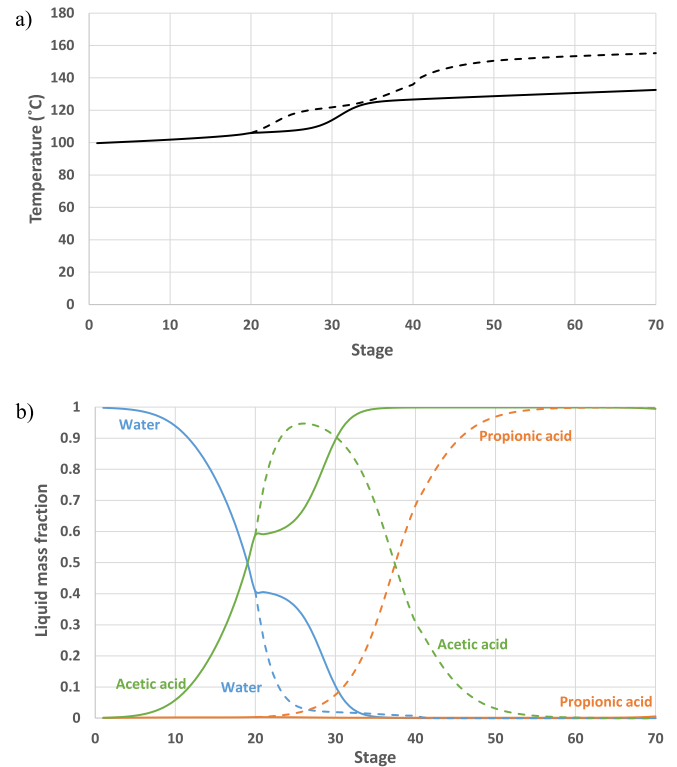 a)
180
160
140
120
100
80
60
40
20
0
Temperature (˚C)
0 10 20 30 40 50 60 70
Stage
b)
1
0.9
0.8
0.7
0.6
0.5
0.4
0.3
0.2
0.1
0
Liquid mass fraction
Water
Propionic acid
Acetic acid
Acetic acid
Water
Propionic acid
0 10 20 30 40 50 60 70
Stage